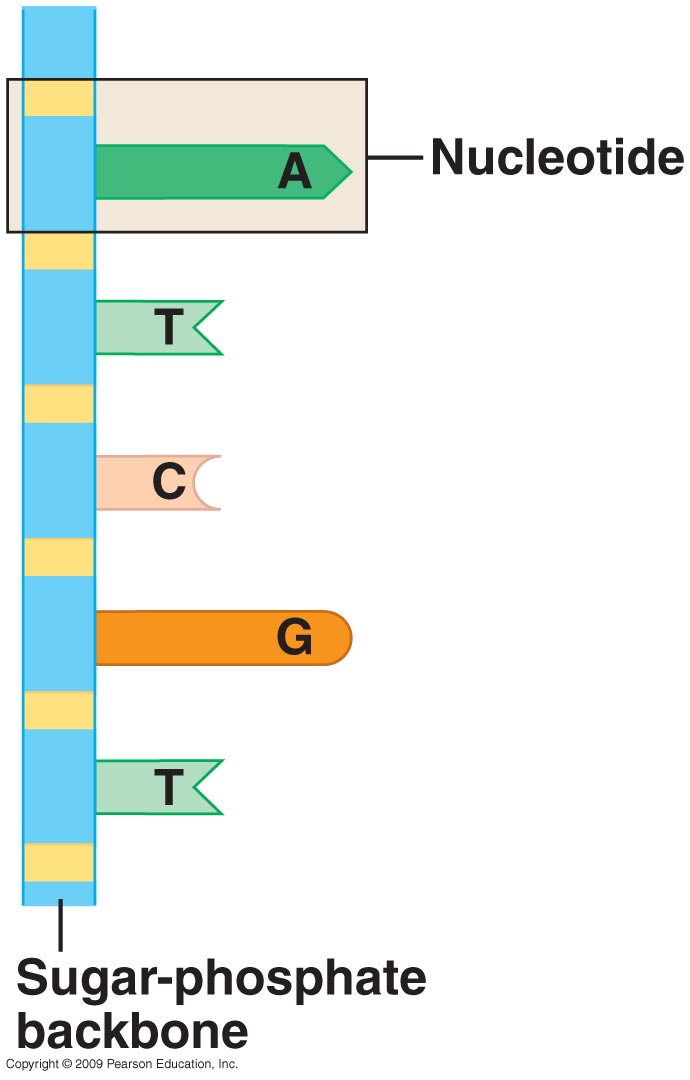 A
Nucleotide
T
C
G
T
Sugar-phosphate
backbone
Copyright © 2009 Pearson Education, Inc.